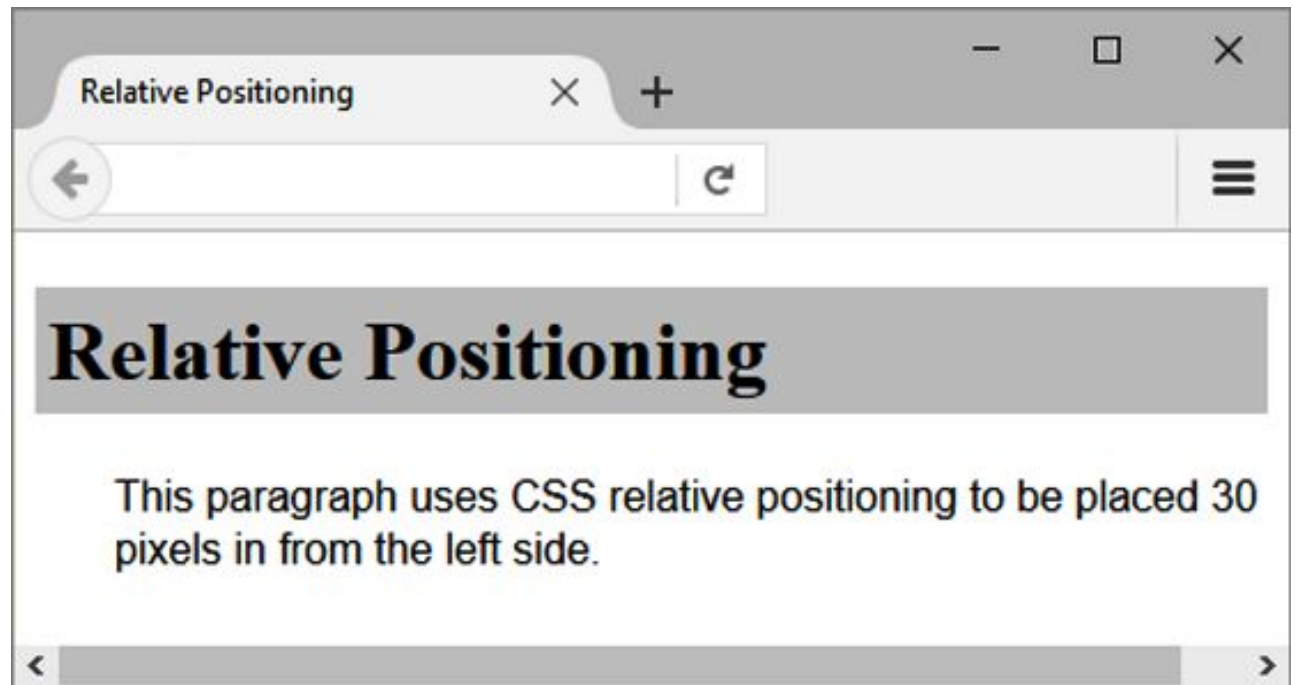 Relative Positioning
Relative Positioning
This paragraph uses CSS relative positioning to be placed 30
pixels in from the left side.